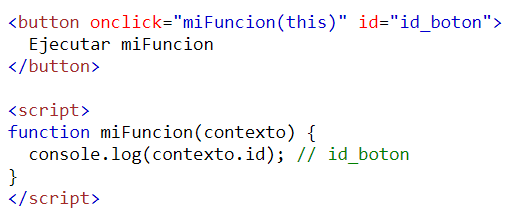 <button onclick="miFuncion(this)" id="id_boton">
  Ejecutar miFuncion
</button>

<script>
function miFuncion(contexto) {
  console.log(contexto.id); // id_boton
}
</script>